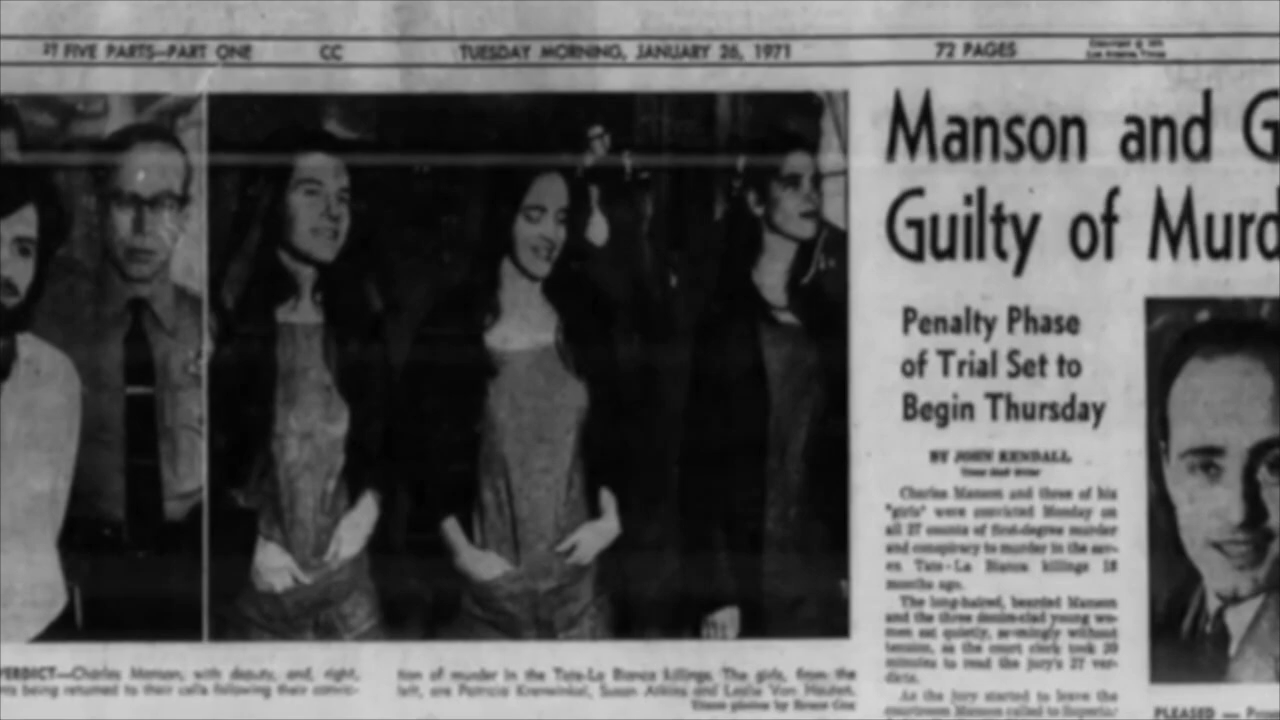 FIVE PARTS—PART ONE
CC
TUESDAY MORNING, JANUARY 26, 1971
72 PAGES
Manson and G
Guilty of Murd
Penalty Phase
of Trial Set to
Begin Thursday
BY JOHN KENDALL
Times Staff Writer
Charles Manson and three of his
"girls" were convicted Monday on
all 27 counts of first-degree murder
and conspiracy to murder in the sev-
en Tate-La Bianca killings 18
months ago.
The long-haired, bearded Manson
and the three denim-clad young wo-
men sat quietly, seemingly without
tension, as the court clerk took 20
minutes to read the jury's 27 ver-
dicts.
As the jury started to leave the
courtroom Manson called to
VERDICT—Charles Manson, with deputy, and, right,
being returned to their cells following their convic-
tion of murder in the Tate-La Bianca killings. The girls, from the
left, are Patricia Krenwinkel, Susan Atkins and Leslie Van Houten.
Times photos by Bruce Cox
PLEASED —